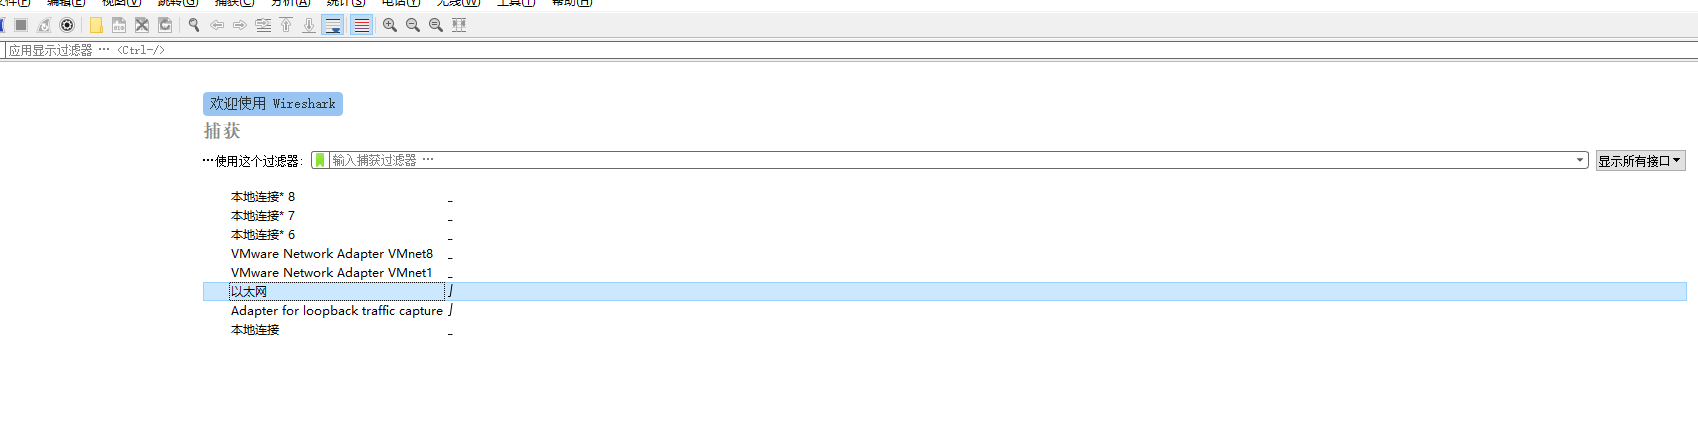 文件(F) 编辑(E) 视图(V) 跳转(G) 捕获(C) 分析(A) 统计(S) 电话(Y) 无线(W) 工具(T) 帮助(H)
应用显示过滤器 … <Ctrl-/>
欢迎使用 Wireshark
捕获
…使用这个过滤器: 输入捕获过滤器 … 显示所有接口
本地连接* 8
本地连接* 7
本地连接* 6
VMware Network Adapter VMnet8
VMware Network Adapter VMnet1
以太网
Adapter for loopback traffic capture
本地连接